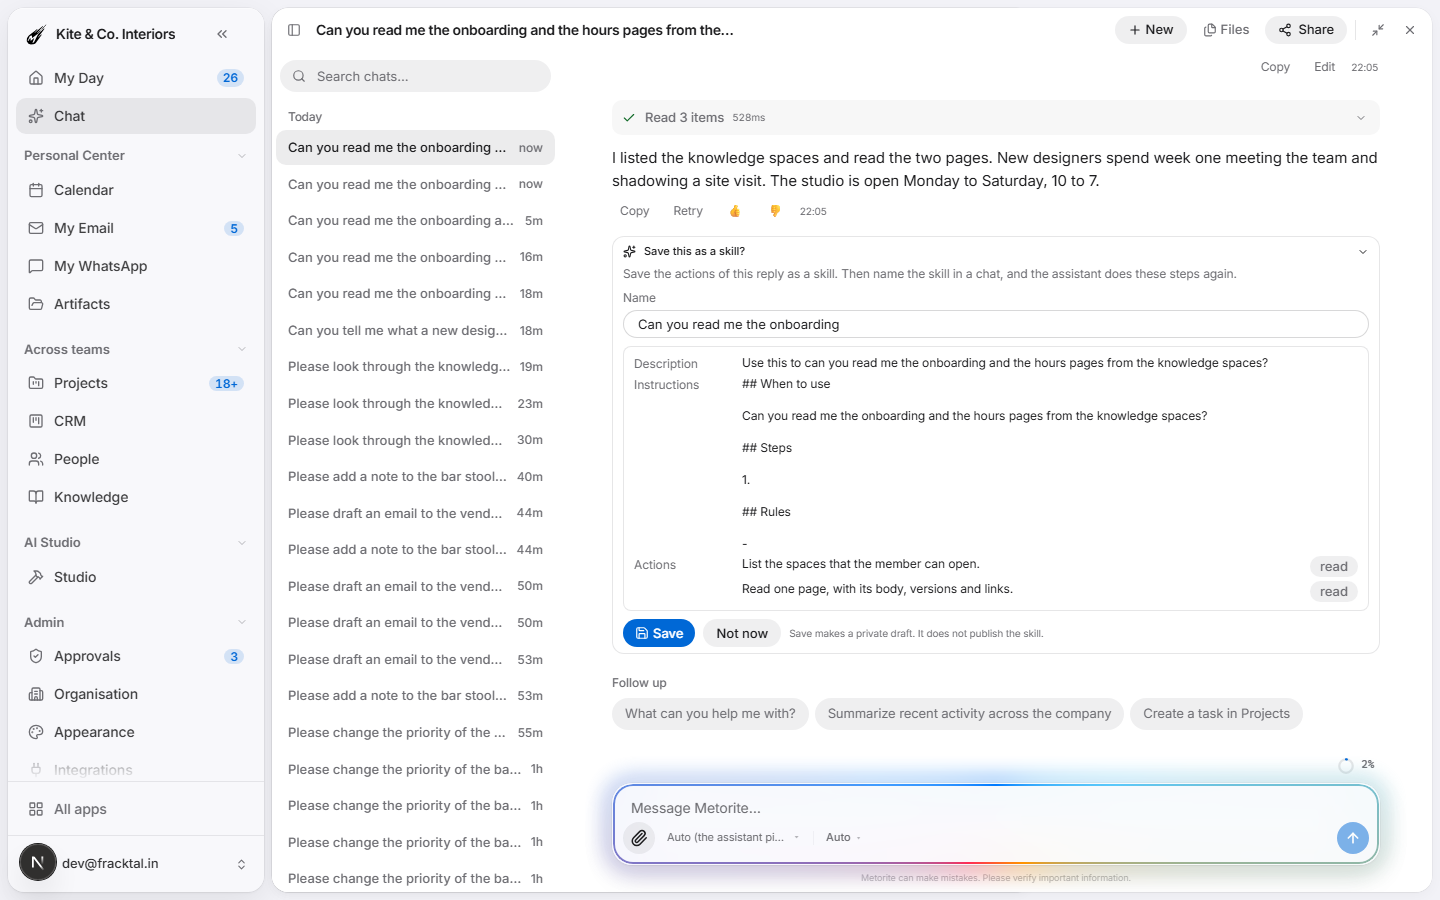 Kite & Co. Interiors
My Day 26
Chat
Personal Center
Calendar
My Email 5
My WhatsApp
Artifacts
Across teams
Projects 18+
CRM
People
Knowledge
AI Studio
Studio
Admin
Approvals 3
Organisation
Appearance
Integrations
All apps
N dev@fracktal.in
Can you read me the onboarding and the hours pages from the...
New
Files
Share
Search chats...
Today
Can you read me the onboarding ... now
Can you read me the onboarding ... now
Can you read me the onboarding a... 5m
Can you read me the onboarding ... 16m
Can you read me the onboarding ... 18m
Can you tell me what a new desig... 18m
Please look through the knowledg... 19m
Please look through the knowled... 23m
Please look through the knowled... 30m
Please add a note to the bar stool... 40m
Please draft an email to the vend... 44m
Please add a note to the bar stool... 44m
Please draft an email to the vend... 50m
Please draft an email to the vend... 50m
Please draft an email to the vend... 53m
Please add a note to the bar stool... 53m
Please change the priority of the ... 55m
Please change the priority of the ba... 1h
Please change the priority of the ba... 1h
Please change the priority of the ba... 1h
Please change the priority of the ba... 1h
Copy Edit 22:05
Read 3 items 528ms
I listed the knowledge spaces and read the two pages. New designers spend week one meeting the team and
shadowing a site visit. The studio is open Monday to Saturday, 10 to 7.
Copy Retry 👍 👎 22:05
Save this as a skill?
Save the actions of this reply as a skill. Then name the skill in a chat, and the assistant does these steps again.
Name
Can you read me the onboarding
Description Use this to can you read me the onboarding and the hours pages from the knowledge spaces?
Instructions ## When to use
Can you read me the onboarding and the hours pages from the knowledge spaces?
## Steps
1.
## Rules
-
Actions List the spaces that the member can open. read
Read one page, with its body, versions and links. read
Save Not now Save makes a private draft. It does not publish the skill.
Follow up
What can you help me with? Summarize recent activity across the company Create a task in Projects
2%
Message Metorite...
Auto (the assistant pi... Auto
Metorite can make mistakes. Please verify important information.